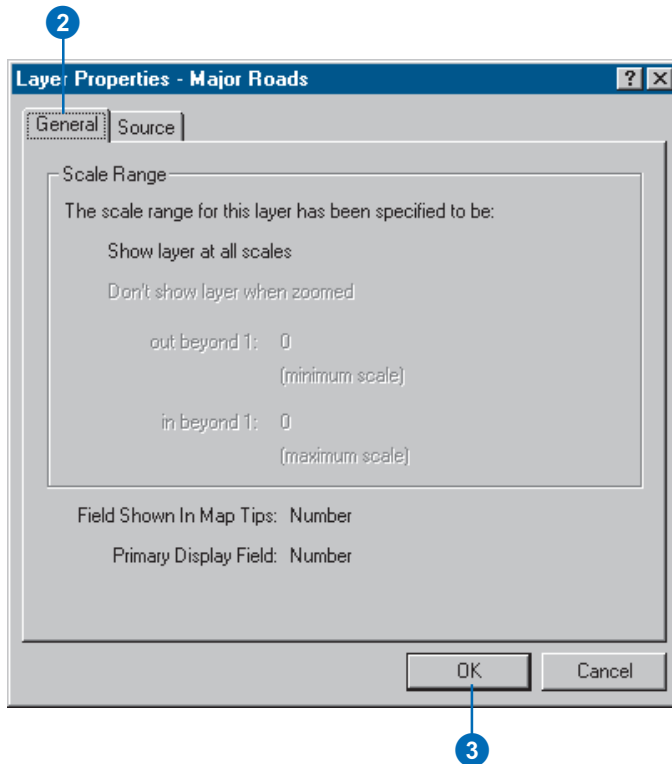 2
Layer Properties - Major Roads
? ×
General Source
Scale Range
The scale range for this layer has been specified to be:
Show layer at all scales
Don't show layer when zoomed
out beyond 1: 0
(minimum scale)
in beyond 1: 0
(maximum scale)
Field Shown In Map Tips: Number
Primary Display Field: Number
OK Cancel
3